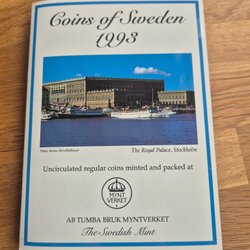 Coins of Sweden
1993
The Royal Palace, Stockholm
Uncirculated regular coins minted and packed at
MYNT
VERKET
AB TUMBA BRUK MYNTVERKET
The Swedish Mint